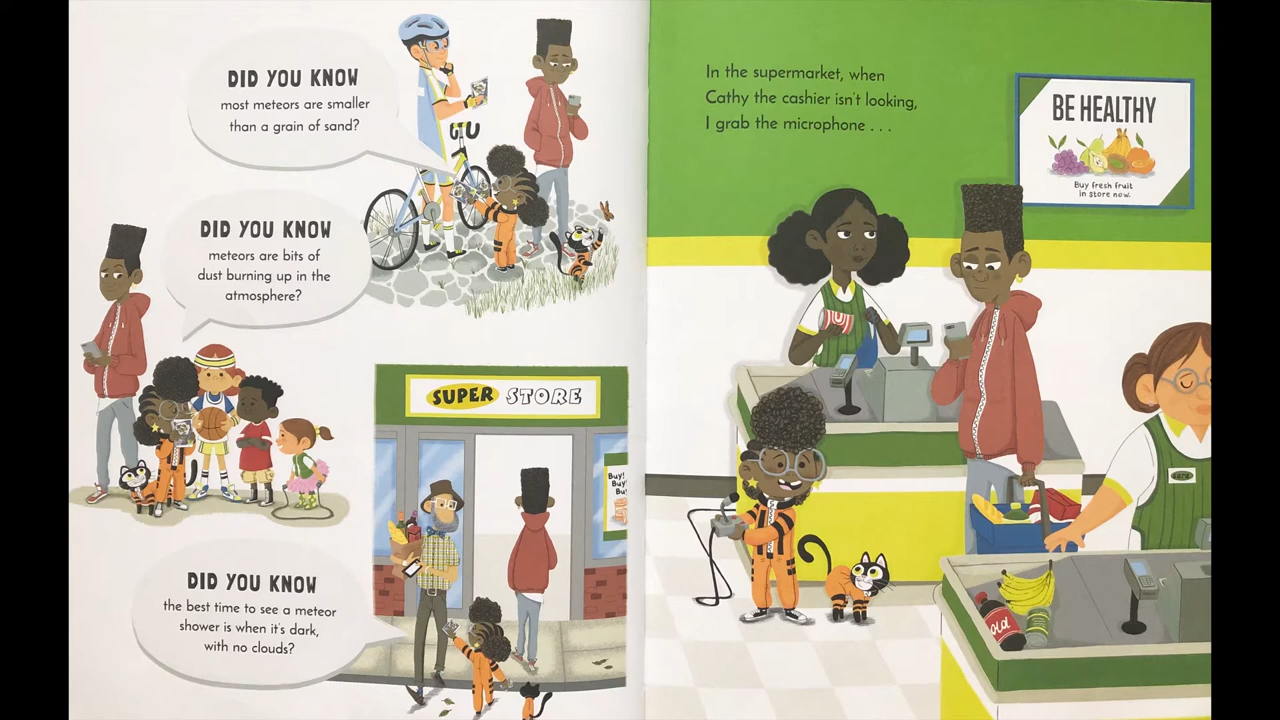 DID YOU KNOW
most meteors are smaller
than a grain of sand?
DID YOU KNOW
meteors are bits of
dust burning up in the
atmosphere?
SUPER STORE
Buy!
Buy!
Buy!
DID YOU KNOW
the best time to see a meteor
shower is when it's dark,
with no clouds?
In the supermarket, when
Cathy the cashier isn't looking,
I grab the microphone . . .
BE HEALTHY
Buy fresh fruit
in store now.